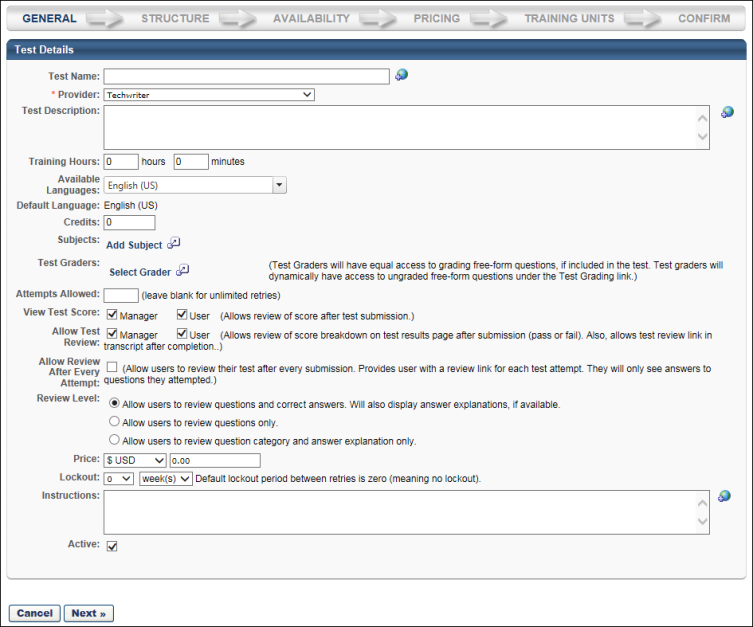 GENERAL STRUCTURE AVAILABILITY PRICING TRAINING UNITS CONFIRM
Test Details
Test Name:
* Provider: Techwriter
Test Description:
Training Hours: 0 hours 0 minutes
Available
Languages: English (US)
Default Language: English (US)
Credits: 0
Subjects: Add Subject
Test Graders: Select Grader (Test Graders will have equal access to grading free-form questions, if included in the test. Test graders will
dynamically have access to ungraded free-form questions under the Test Grading link.)
Attempts Allowed: (leave blank for unlimited retries)
View Test Score: Manager User (Allows review of score after test submission.)
Allow Test
Review: Manager User (Allows review of score breakdown on test results page after submission (pass or fail). Also, allows test review link in
transcript after completion..)
Allow Review
After Every
Attempt: (Allow users to review their test after every submission. Provides user with a review link for each test attempt. They will only see answers to
questions they attempted.)
Review Level: Allow users to review questions and correct answers. Will also display answer explanations, if available.
Allow users to review questions only.
Allow users to review question category and answer explanation only.
Price: $ USD 0.00
Lockout: 0 week(s) Default lockout period between retries is zero (meaning no lockout).
Instructions:
Active:
Cancel Next »